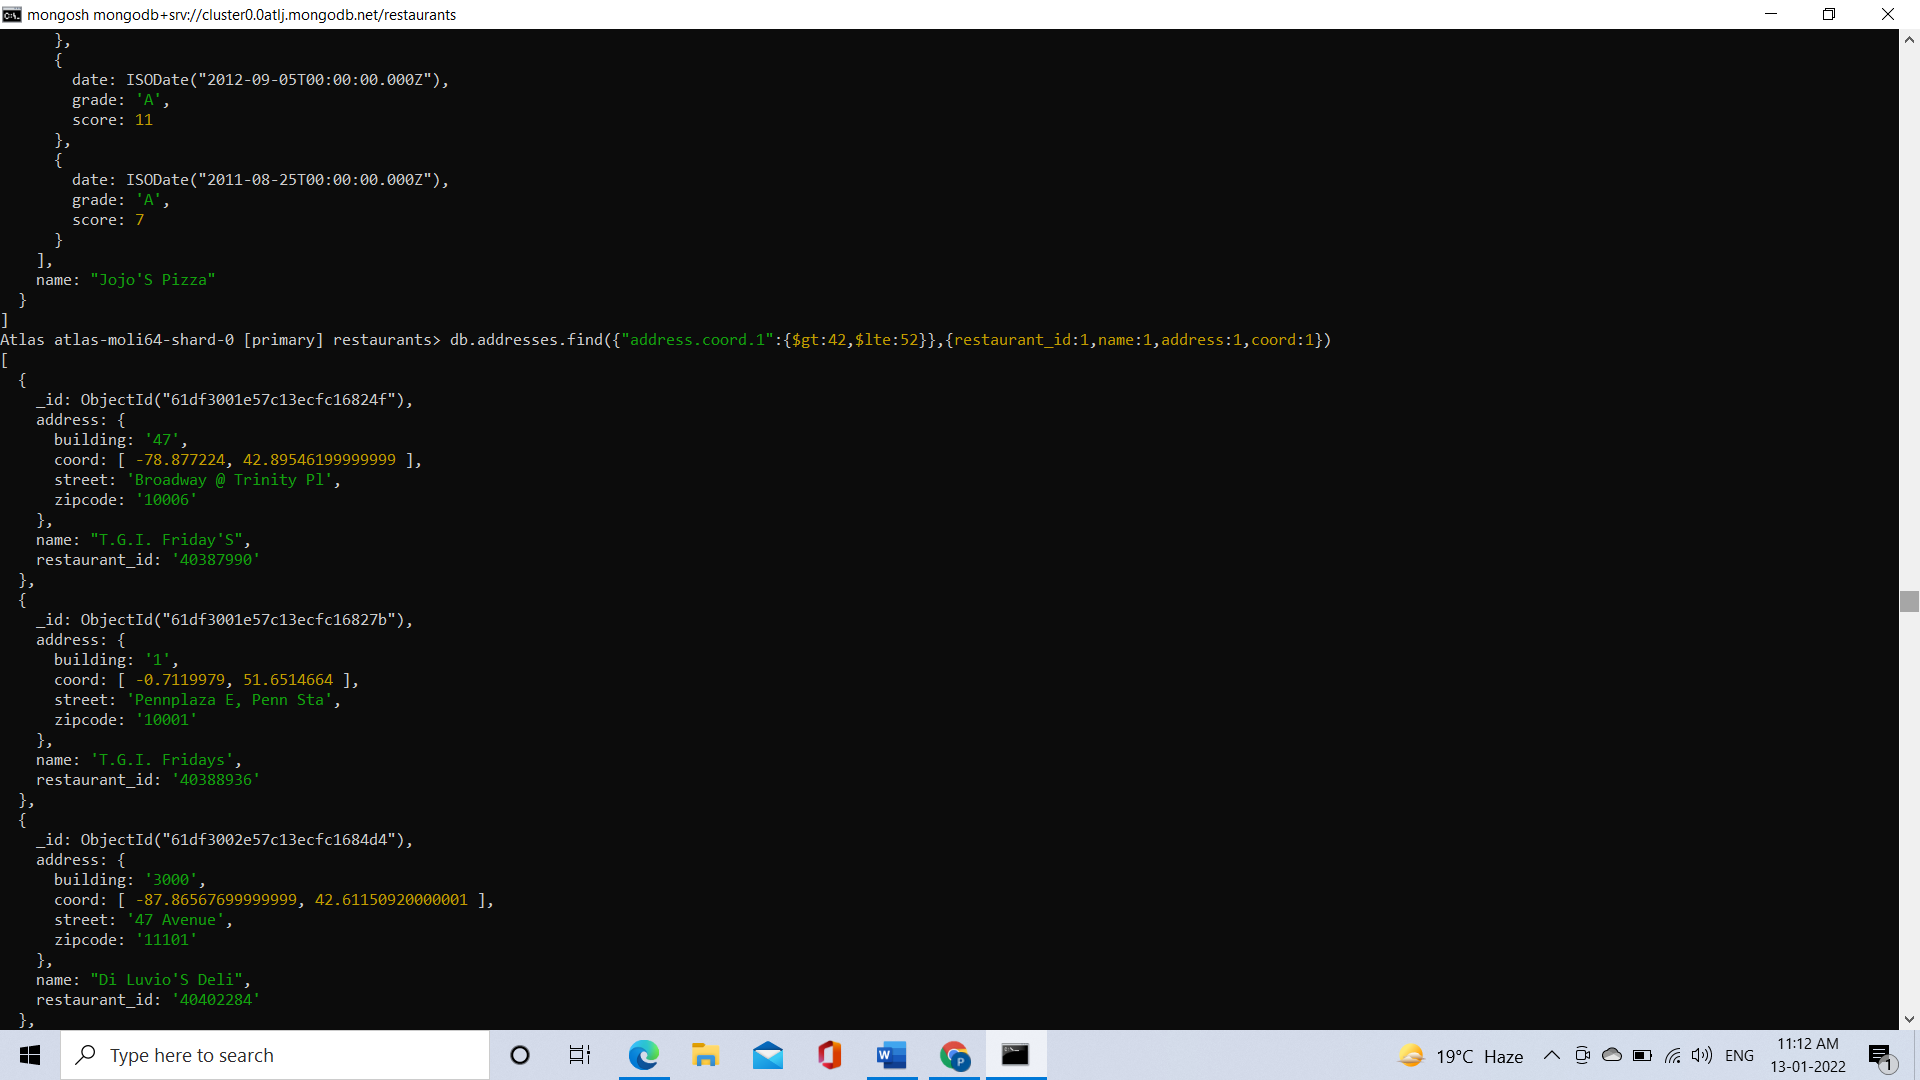 mongosh mongodb+srv://cluster0.0atlj.mongodb.net/restaurants
    },
    {
      date: ISODate("2012-09-05T00:00:00.000Z"),
      grade: 'A',
      score: 11
    },
    {
      date: ISODate("2011-08-25T00:00:00.000Z"),
      grade: 'A',
      score: 7
    }
  ],
  name: "Jojo'S Pizza"
 }
]
Atlas atlas-moli64-shard-0 [primary] restaurants> db.addresses.find({"address.coord.1":{$gt:42,$lte:52}},{restaurant_id:1,name:1,address:1,coord:1})
[
  {
    _id: ObjectId("61df3001e57c13ecfc16824f"),
    address: {
      building: '47',
      coord: [ -78.877224, 42.89546199999999 ],
      street: 'Broadway @ Trinity Pl',
      zipcode: '10006'
    },
    name: "T.G.I. Friday'S",
    restaurant_id: '40387990'
  },
  {
    _id: ObjectId("61df3001e57c13ecfc16827b"),
    address: {
      building: '1',
      coord: [ -0.7119979, 51.6514664 ],
      street: 'Pennplaza E, Penn Sta',
      zipcode: '10001'
    },
    name: 'T.G.I. Fridays',
    restaurant_id: '40388936'
  },
  {
    _id: ObjectId("61df3002e57c13ecfc1684d4"),
    address: {
      building: '3000',
      coord: [ -87.86567699999999, 42.61150920000001 ],
      street: '47 Avenue',
      zipcode: '11101'
    },
    name: "Di Luvio'S Deli",
    restaurant_id: '40402284'
  },
Type here to search
19°C Haze
ENG
11:12 AM
13-01-2022
1